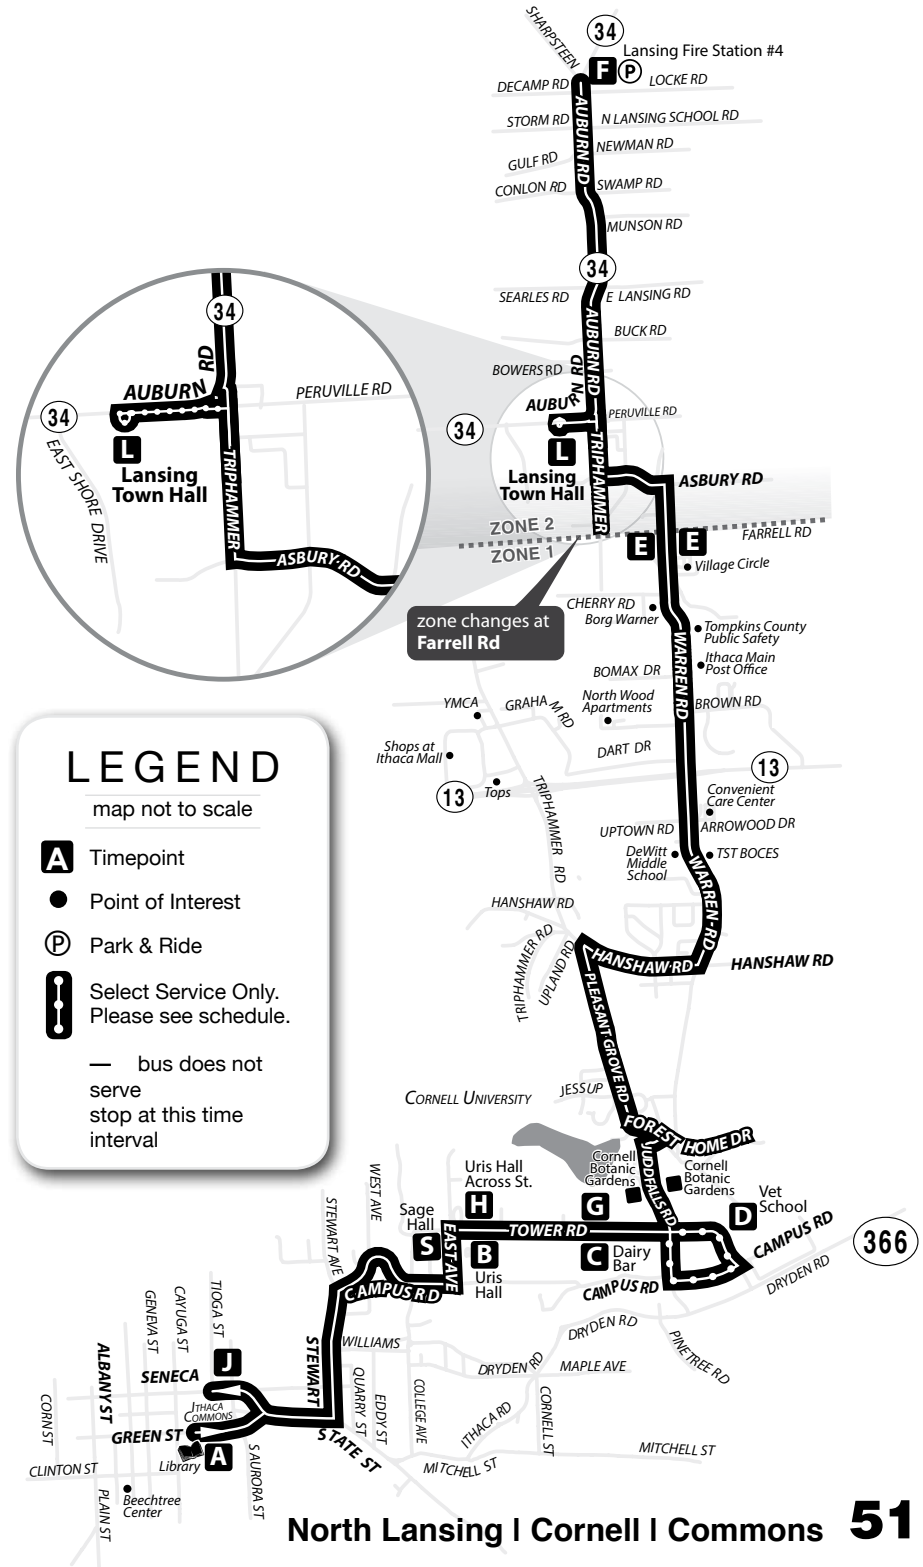 SHARPSTEEN
34
Lansing Fire Station #4
F
P
DECAMP RD
LOCKE RD
AUBURN RD
STORM RD
N LANSING SCHOOL RD
NEWMAN RD
GULF RD
CONLON RD
SWAMP RD
MUNSON RD
34
SEARLES RD
E LANSING RD
AUBURN RD
BUCK RD
BOWERS RD
AUBURN RD
PERUVILLE RD
34
L
Lansing
Town Hall
TRIPHAMMER
ASBURY RD
ZONE 2
ZONE 1
FARRELL RD
E
E
Village Circle
zone changes at
Farrell Rd
34
AUBURN RD
PERUVILLE RD
34
L
Lansing
Town Hall
EAST SHORE DRIVE
TRIPHAMMER
ASBURY RD
CHERRY RD
Borg Warner
Tompkins County
Public Safety
WARREN RD
Ithaca Main
Post Office
BOMAX DR
North Wood
Apartments
BROWN RD
YMCA
GRAHAM RD
Shops at
Ithaca Mall
DART DR
13
Tops
13
TRIPHAMMER RD
Convenient
Care Center
UPTOWN RD
ARROWOOD DR
DeWitt
Middle
School
TST BOCES
WARREN RD
HANSHAW RD
TRIPHAMMER RD
UPLAND RD
HANSHAW RD
HANSHAW RD
PLEASANT GROVE RD
LEGEND
map not to scale
A Timepoint
Point of Interest
P Park & Ride
Select Service Only.
Please see schedule.
— bus does not
serve
stop at this time
interval
CORNELL UNIVERSITY
JESSUP
FOREST HOME DR
JUDD FALLS RD
Cornell
Botanic
Gardens
Cornell
Botanic
Gardens
Uris Hall
Across St.
H
G
D
Vet
School
WEST AVE
STEWART AVE
Sage
Hall
S
EAST AVE
TOWER RD
B
Uris
Hall
C
Dairy
Bar
CAMPUS RD
CAMPUS RD
CAMPUS RD
366
DRYDEN RD
DRYDEN RD
DRYDEN RD
PINETREE RD
MAPLE AVE
WILLIAMS
STEWART
TIOGA ST
CAYUGA ST
GENEVA ST
ALBANY ST
CORN ST
SENECA
J
ITHACA
COMMONS
GREEN ST
A
Library
CLINTON ST
PLAIN ST
Beechtree
Center
S AURORA ST
STATE ST
QUARRY ST
EDDY ST
COLLEGE AVE
ITHACA RD
CORNELL ST
MITCHELL ST
MITCHELL ST
North Lansing | Cornell | Commons 51